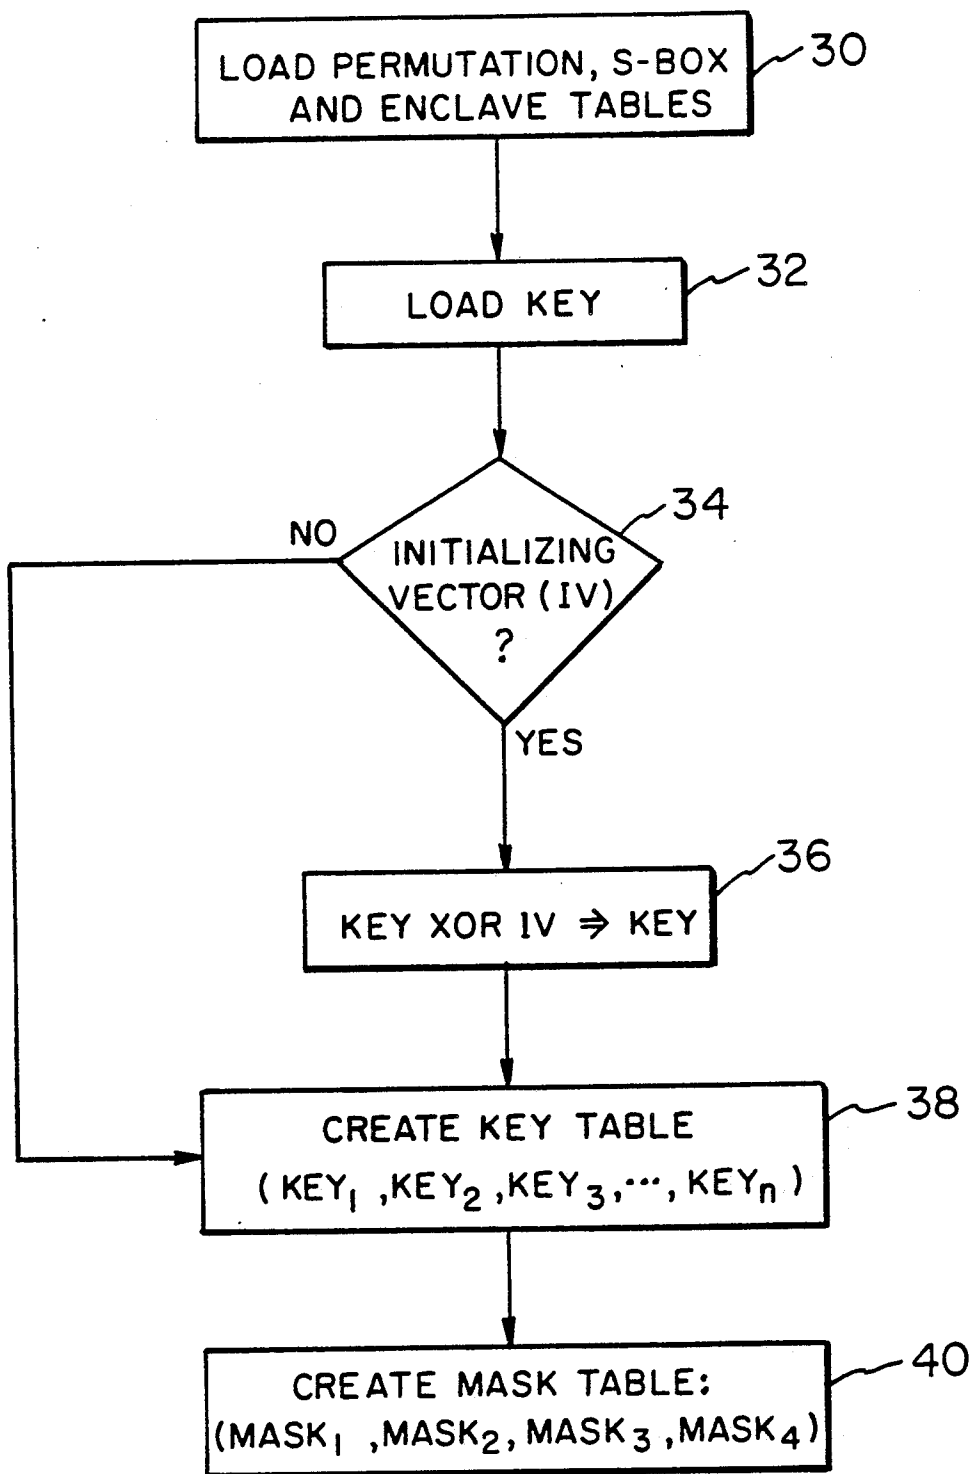 LOAD PERMUTATION, S-BOX
AND ENCLAVE TABLES
30
LOAD KEY
32
34
NO
INITIALIZING
VECTOR (IV)
?
YES
36
KEY XOR IV ⇒ KEY
38
CREATE KEY TABLE
(KEY₁, KEY₂, KEY₃, ···, KEYₙ)
40
CREATE MASK TABLE:
(MASK₁, MASK₂, MASK₃, MASK₄)